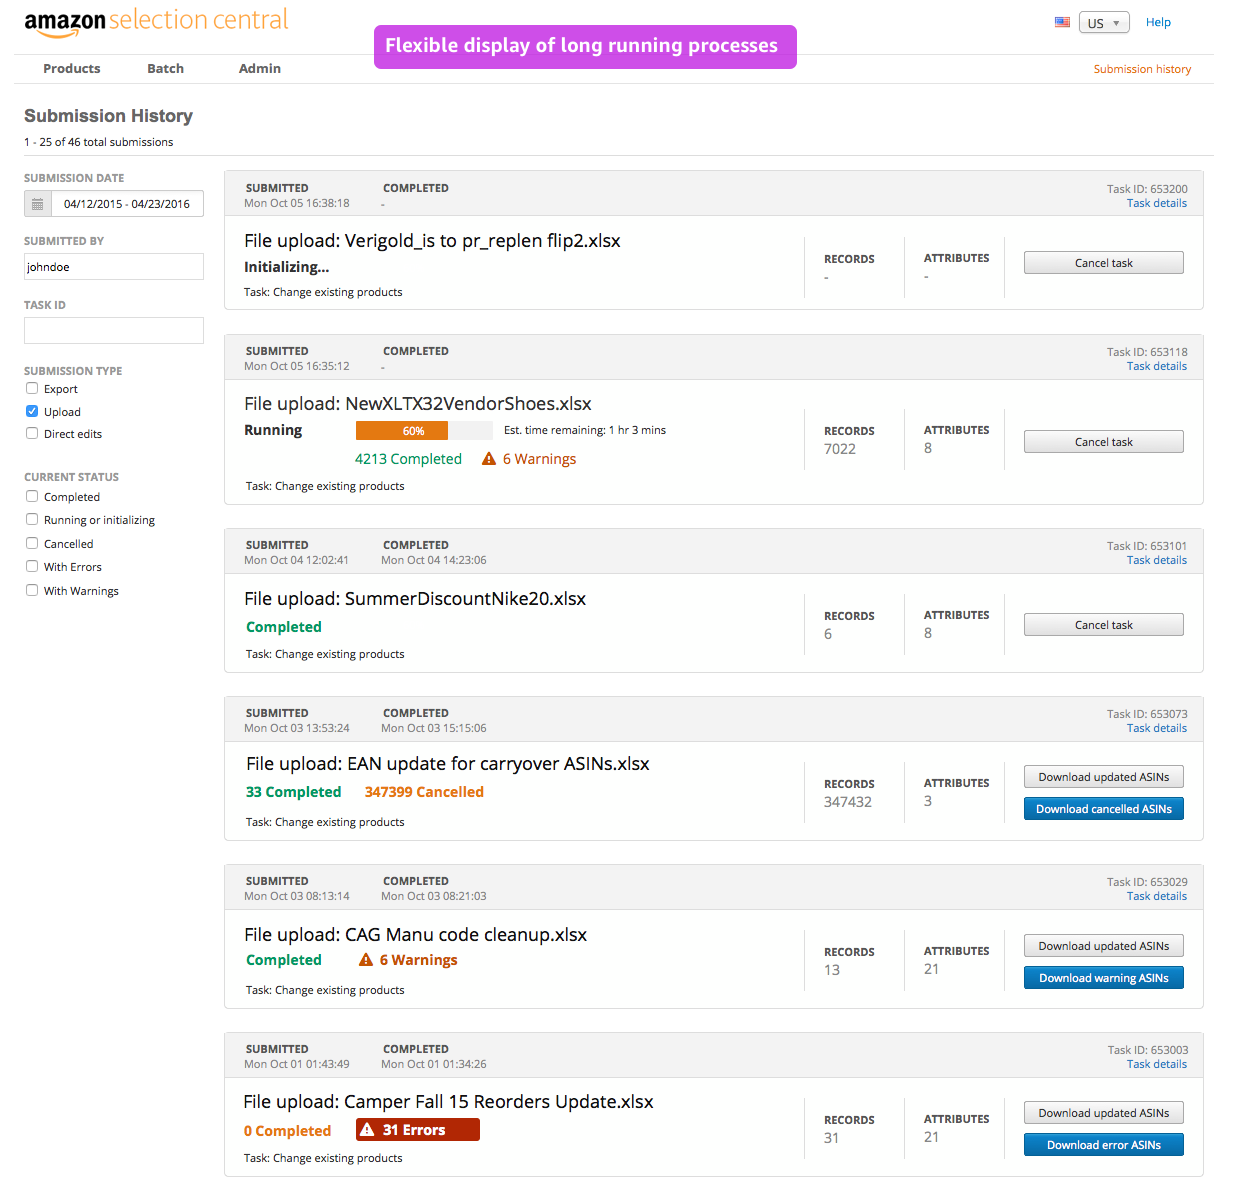 amazon selection central
Flexible display of long running processes
US
Help
Products
Batch
Admin
Submission history
Submission History
1 - 25 of 46 total submissions
SUBMISSION DATE
04/12/2015 - 04/23/2016
SUBMITTED BY
johndoe
TASK ID
SUBMISSION TYPE
Export
Upload
Direct edits
CURRENT STATUS
Completed
Running or initializing
Cancelled
With Errors
With Warnings
SUBMITTED
COMPLETED
Task ID: 653200
Mon Oct 05 16:38:18
-
Task details
File upload: Verigold_is to pr_replen flip2.xlsx
Initializing...
Task: Change existing products
RECORDS
-
ATTRIBUTES
-
Cancel task
SUBMITTED
COMPLETED
Task ID: 653118
Mon Oct 05 16:35:12
-
Task details
File upload: NewXLTX32VendorShoes.xlsx
Running
60%
Est. time remaining: 1 hr 3 mins
4213 Completed
6 Warnings
Task: Change existing products
RECORDS
7022
ATTRIBUTES
8
Cancel task
SUBMITTED
COMPLETED
Task ID: 653101
Mon Oct 04 12:02:41
Mon Oct 04 14:23:06
Task details
File upload: SummerDiscountNike20.xlsx
Completed
Task: Change existing products
RECORDS
6
ATTRIBUTES
8
Cancel task
SUBMITTED
COMPLETED
Task ID: 653073
Mon Oct 03 13:53:24
Mon Oct 03 15:15:06
Task details
File upload: EAN update for carryover ASINs.xlsx
33 Completed
347399 Cancelled
Task: Change existing products
RECORDS
347432
ATTRIBUTES
3
Download updated ASINs
Download cancelled ASINs
SUBMITTED
COMPLETED
Task ID: 653029
Mon Oct 03 08:13:14
Mon Oct 03 08:21:03
Task details
File upload: CAG Manu code cleanup.xlsx
Completed
6 Warnings
Task: Change existing products
RECORDS
13
ATTRIBUTES
21
Download updated ASINs
Download warning ASINs
SUBMITTED
COMPLETED
Task ID: 653003
Mon Oct 01 01:43:49
Mon Oct 01 01:34:26
Task details
File upload: Camper Fall 15 Reorders Update.xlsx
0 Completed
31 Errors
Task: Change existing products
RECORDS
31
ATTRIBUTES
21
Download updated ASINs
Download error ASINs